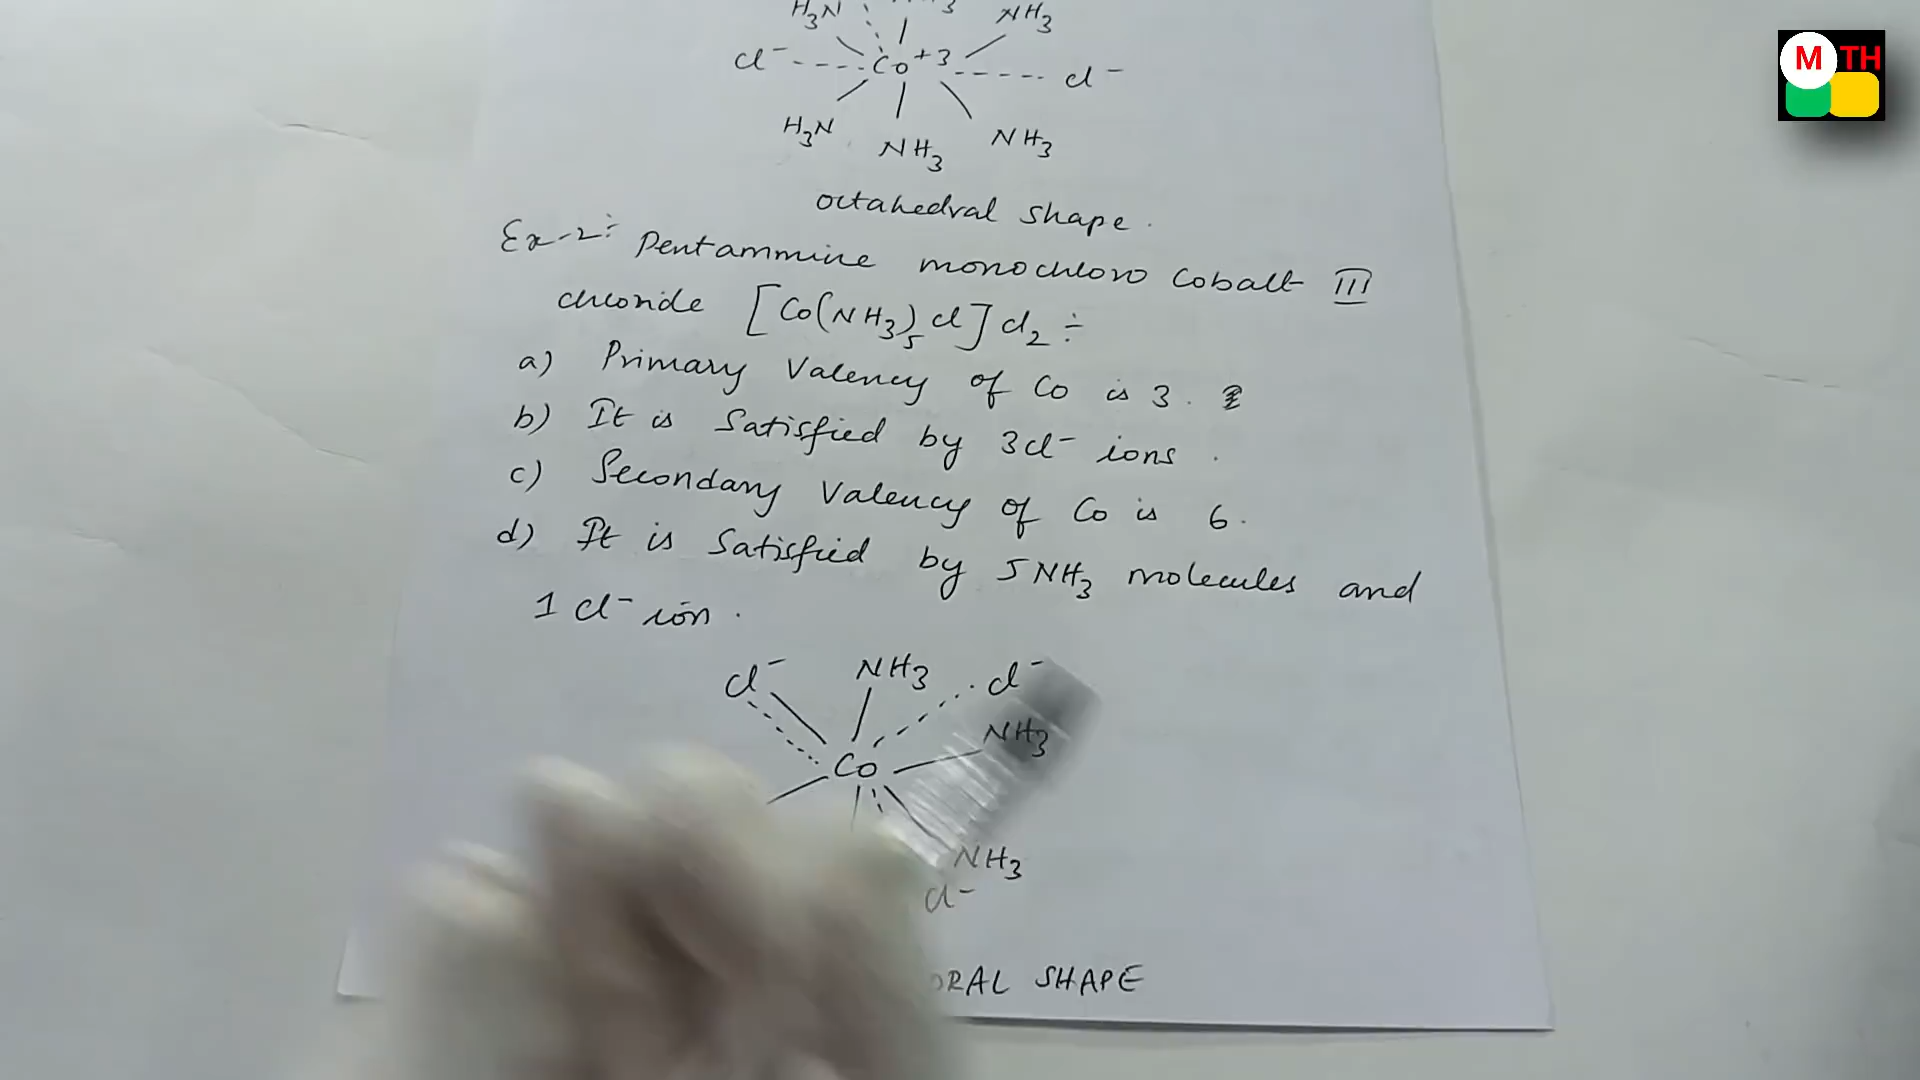 H₃N NH₃ NH₃
Cl⁻ Co⁺³ Cl⁻
H₃N NH₃ NH₃
octahedral shape.
Ex-2:- Pentammine monochloro Cobalt III
chloride [Co(NH₃)₅Cl]Cl₂ :-
a) Primary Valency of Co is 3.
b) It is Satisfied by 3Cl⁻ ions.
c) Secondary Valency of Co is 6.
d) It is Satisfied by 5NH₃ molecules and
1 Cl⁻ ion.
Cl⁻ NH₃ Cl⁻
NH₃
Co
NH₃
Cl⁻
SHAPE
M TH